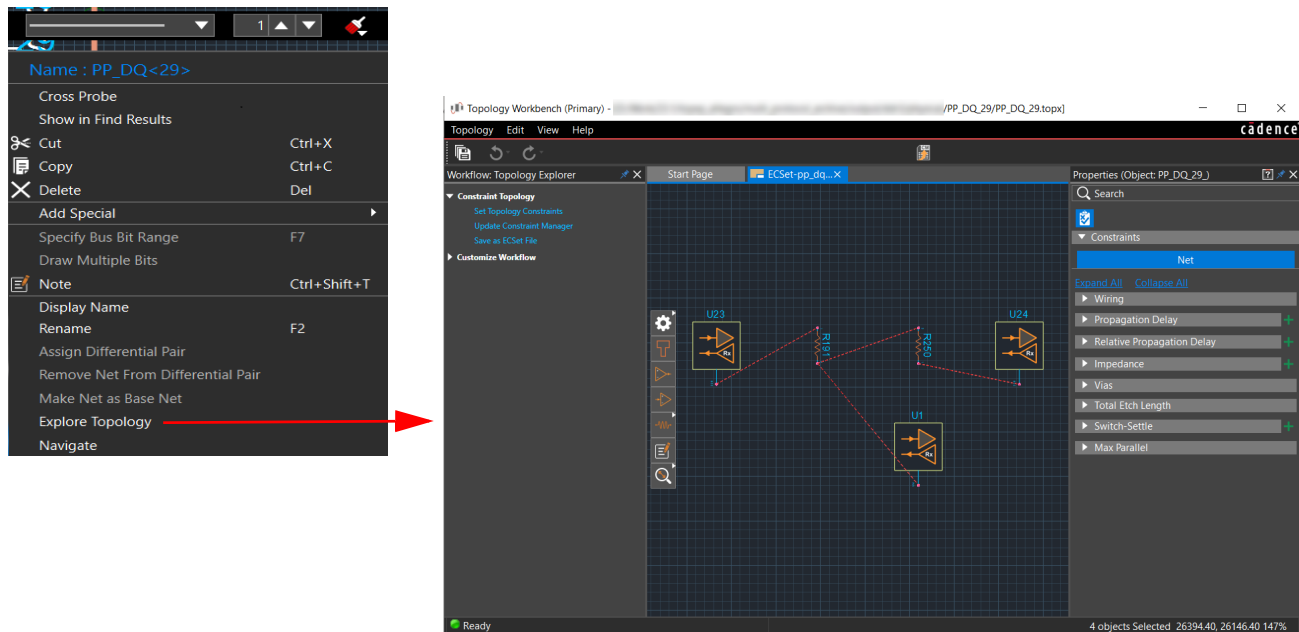 1
Name : PP_DQ<29>
Cross Probe
Show in Find Results
Cut Ctrl+X
Copy Ctrl+C
Delete Del
Add Special
Specify Bus Bit Range F7
Draw Multiple Bits
Note Ctrl+Shift+T
Display Name
Rename F2
Assign Differential Pair
Remove Net From Differential Pair
Make Net as Base Net
Explore Topology
Navigate
Topology Workbench (Primary) - /PP_DQ_29/PP_DQ_29.topx]
Topology Edit View Help
cādence
Workflow: Topology Explorer
Start Page
ECSet-pp_dq...
Properties (Object: PP_DQ_29_)
Search
Constraint Topology
Set Topology Constraints
Update Constraint Manager
Save as ECSet File
Customize Workflow
Constraints
Net
Expand All Collapse All
Wiring
Propagation Delay
Relative Propagation Delay
Impedance
Vias
Total Etch Length
Switch-Settle
Max Parallel
U23
Rx
R191
R250
U24
Rx
U1
Rx
Ready
4 objects Selected 26394.40, 26146.40 147%